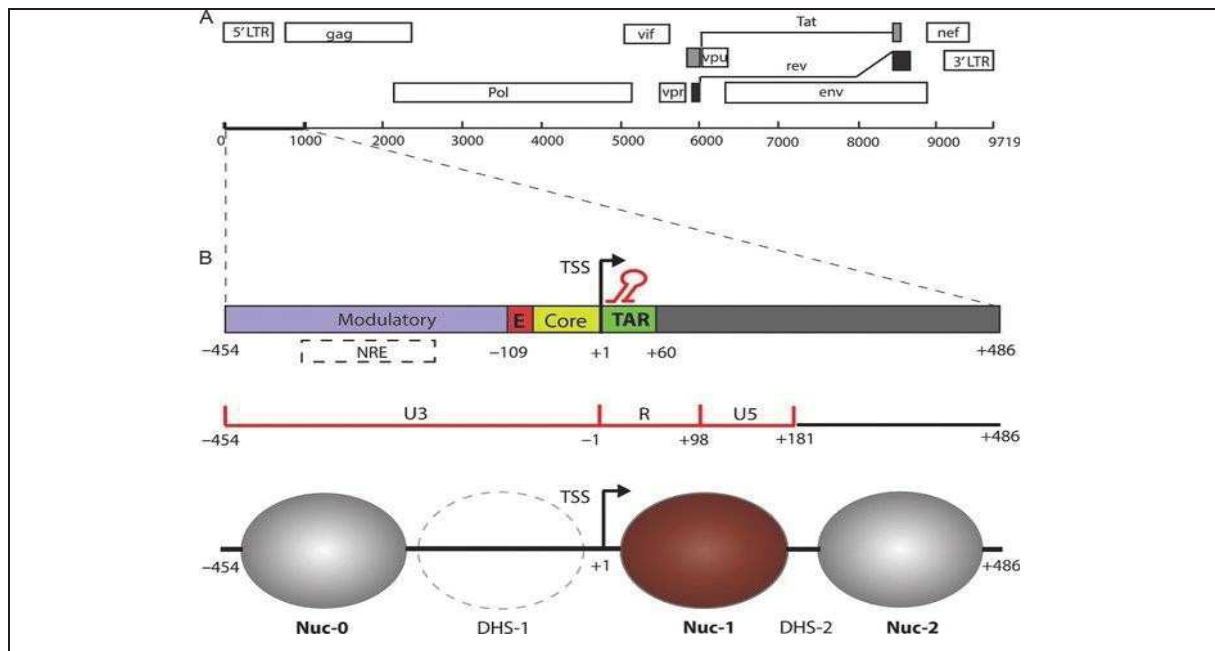 A
5' LTR gag vif Tat nef
vpu rev 3' LTR
Pol vpr env
0 1000 2000 3000 4000 5000 6000 7000 8000 9000 9719
B
TSS
Modulatory E Core TAR
−454 NRE −109 +1 +60 +486
U3 R U5
−454 −1 +98 +181 +486
TSS
−454 +1 +486
Nuc-0 DHS-1 Nuc-1 DHS-2 Nuc-2